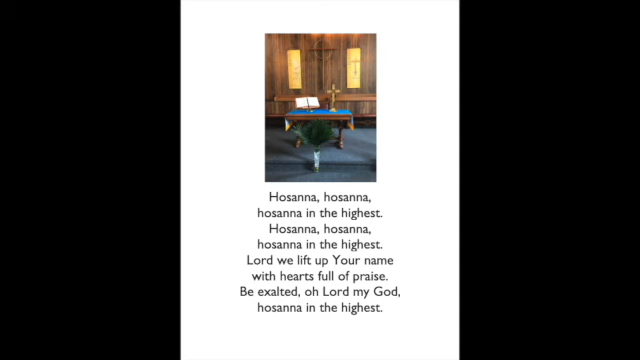 Hosanna, hosanna,
hosanna in the highest.
Hosanna, hosanna,
hosanna in the highest.
Lord we lift up Your name
with hearts full of praise.
Be exalted, oh Lord my God,
hosanna in the highest.